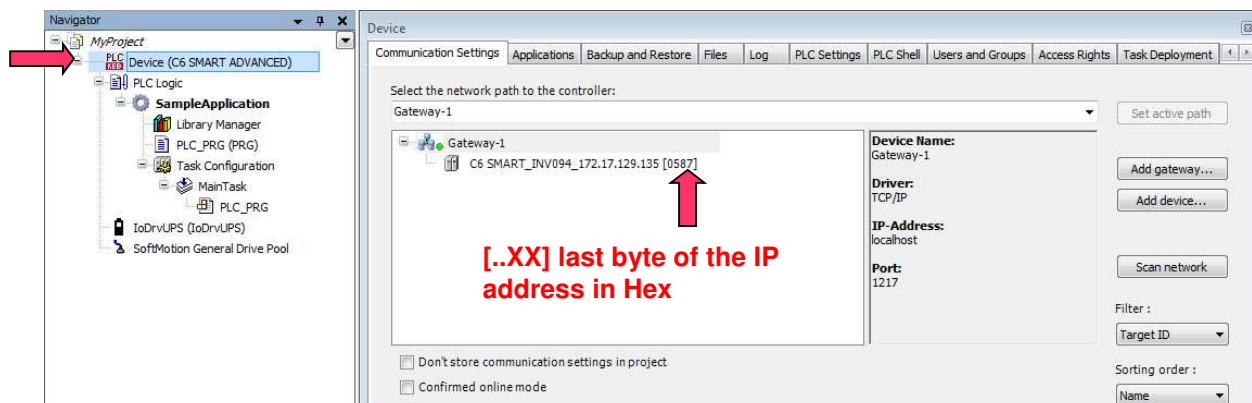 Navigator
MyProject
Device (C6 SMART ADVANCED)
PLC Logic
SampleApplication
Library Manager
PLC_PRG (PRG)
Task Configuration
MainTask
PLC_PRG
IoDrvUPS (IoDrvUPS)
SoftMotion General Drive Pool
Device
Communication Settings Applications Backup and Restore Files Log PLC Settings PLC Shell Users and Groups Access Rights Task Deployment
Select the network path to the controller:
Gateway-1
Set active path
Gateway-1
C6 SMART_INV094_172.17.129.135 [0587]
[..XX] last byte of the IP
address in Hex
Device Name:
Gateway-1
Driver:
TCP/IP
IP-Address:
localhost
Port:
1217
Add gateway...
Add device...
Scan network
Filter :
Target ID
Sorting order :
Name
Don't store communication settings in project
Confirmed online mode